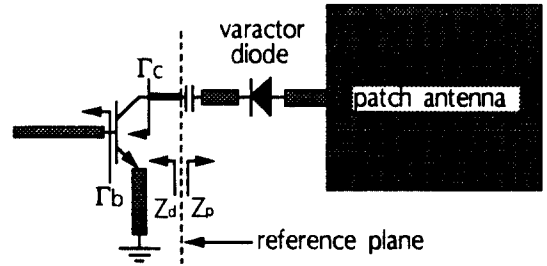 varactor
diode
Γc
patch antenna
Γb
Zd
Zp
reference plane